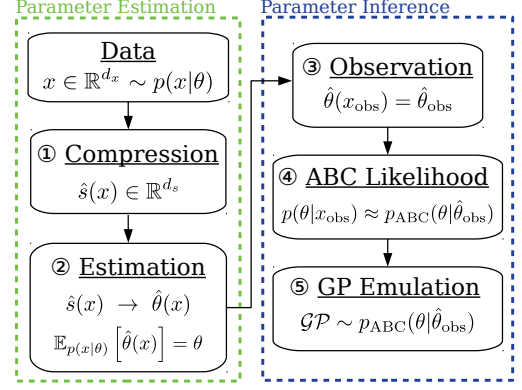 Parameter Estimation
Data
x ∈ ℝ^{d_x} ∼ p(x|θ)
① Compression
ŝ(x) ∈ ℝ^{d_s}
② Estimation
ŝ(x) → θ̂(x)
𝔼_{p(x|θ)} [θ̂(x)] = θ
Parameter Inference
③ Observation
θ̂(x_obs) = θ̂_obs
④ ABC Likelihood
p(θ|x_obs) ≈ p_ABC(θ|θ̂_obs)
⑤ GP Emulation
𝒢𝒫 ∼ p_ABC(θ|θ̂_obs)